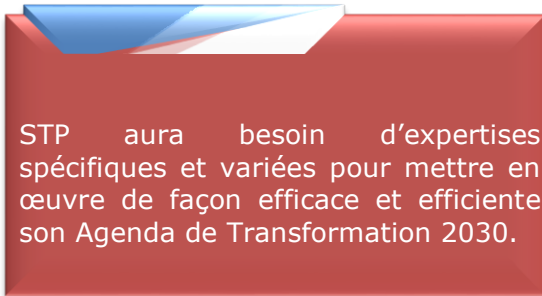 STP aura besoin d’expertises
spécifiques et variées pour mettre en
œuvre de façon efficace et efficiente
son Agenda de Transformation 2030.